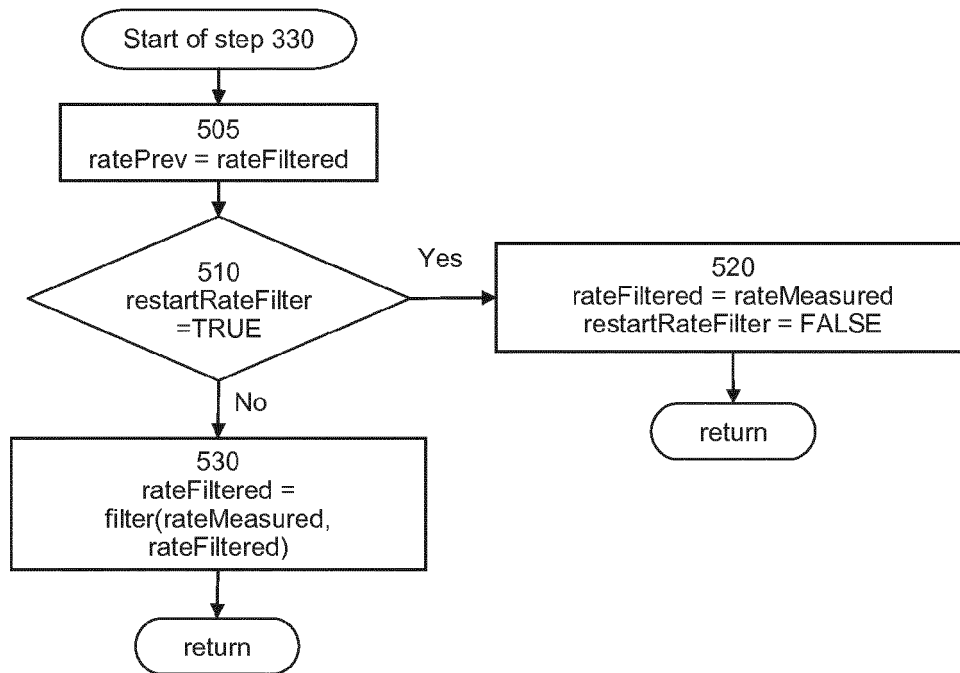 Start of step 330
505
ratePrev = rateFiltered
510
restartRateFilter
=TRUE
Yes
520
rateFiltered = rateMeasured
restartRateFilter = FALSE
return
No
530
rateFiltered =
filter(rateMeasured,
rateFiltered)
return